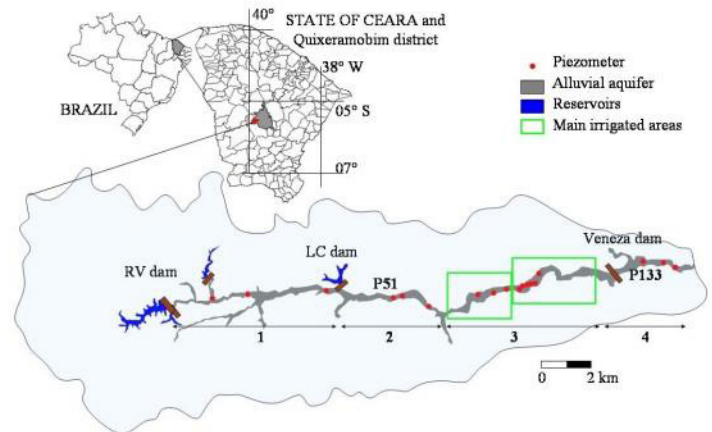 40°
STATE OF CEARA and
Quixeramobim district
38° W
BRAZIL
05° S
07°
Piezometer
Alluvial aquifer
Reservoirs
Main irrigated areas
RV dam
LC dam
P51
Veneza dam
P133
1
2
3
4
0 2 km